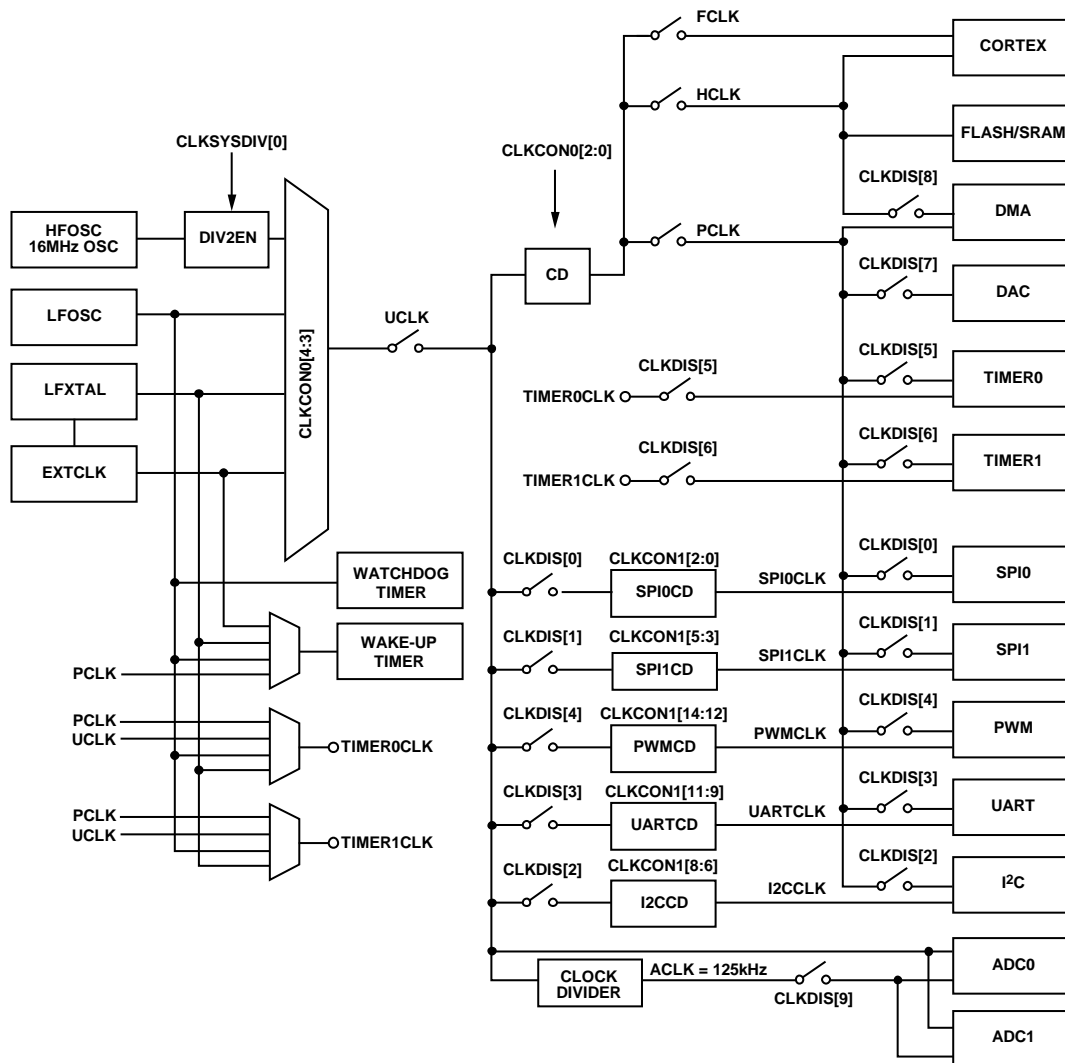 FCLK
CORTEX
HCLK
CLKSYSDIV[0]
CLKCON0[2:0]
FLASH/SRAM
CLKDIS[8]
HFOSC
16MHz OSC
DIV2EN
DMA
PCLK
CD
CLKDIS[7]
DAC
LFOSC
UCLK
CLKCON0[4:3]
CLKDIS[5]
TIMER0
LFXTAL
CLKDIS[5]
TIMER0CLK
CLKDIS[6]
TIMER1
EXTCLK
CLKDIS[6]
TIMER1CLK
CLKDIS[0]
CLKCON1[2:0]
SPI0CD
SPI0CLK
CLKDIS[0]
SPI0
WATCHDOG
TIMER
WAKE-UP
TIMER
PCLK
CLKDIS[1]
CLKCON1[5:3]
SPI1CD
SPI1CLK
CLKDIS[1]
SPI1
PCLK
UCLK
TIMER0CLK
CLKDIS[4]
CLKCON1[14:12]
PWMCD
PWMCLK
CLKDIS[4]
PWM
PCLK
UCLK
TIMER1CLK
CLKDIS[3]
CLKCON1[11:9]
UARTCD
UARTCLK
CLKDIS[3]
UART
CLKDIS[2]
CLKCON1[8:6]
I2CCD
I2CCLK
CLKDIS[2]
I²C
CLOCK
DIVIDER
ACLK = 125kHz
CLKDIS[9]
ADC0
ADC1